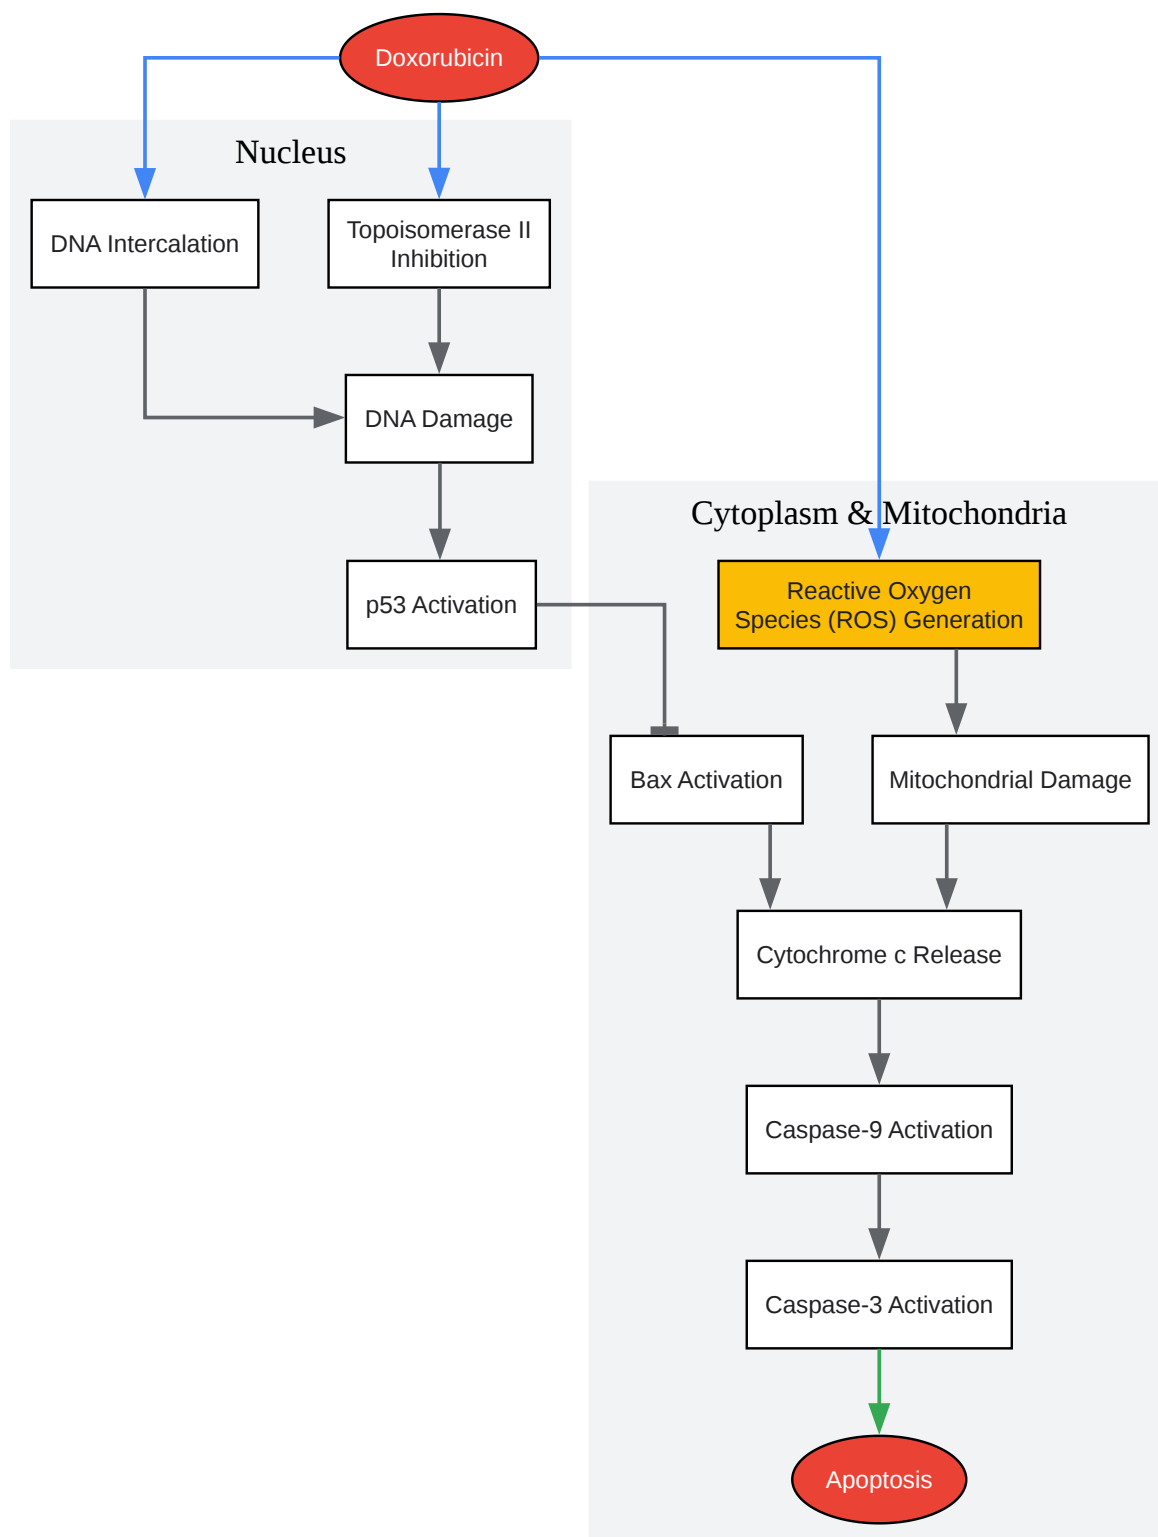 Doxorubicin
Nucleus
DNA Intercalation
Topoisomerase II
Inhibition
DNA Damage
p53 Activation
Cytoplasm & Mitochondria
Reactive Oxygen
Species (ROS) Generation
Bax Activation
Mitochondrial Damage
Cytochrome c Release
Caspase-9 Activation
Caspase-3 Activation
Apoptosis